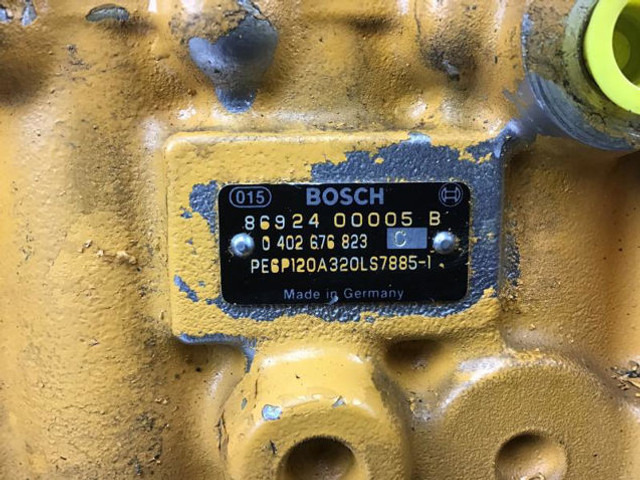 015 BOSCH
86924 00005 B
0 402 676 823 C
PE6P120A320LS7885-1
Made in Germany